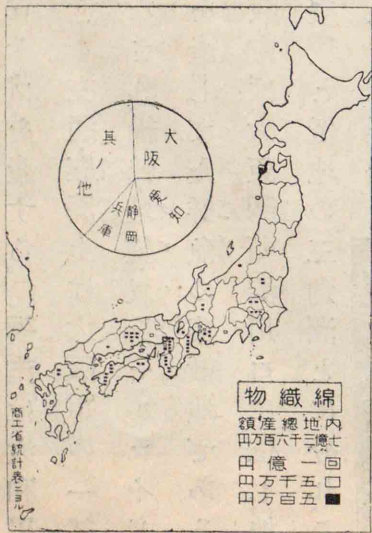 大阪
愛知
静岡
兵庫
其ノ他
綿織物
内地總産額
七億三千六百万円
一億円
五千万円
五百万円
商工省統計表ニヨル